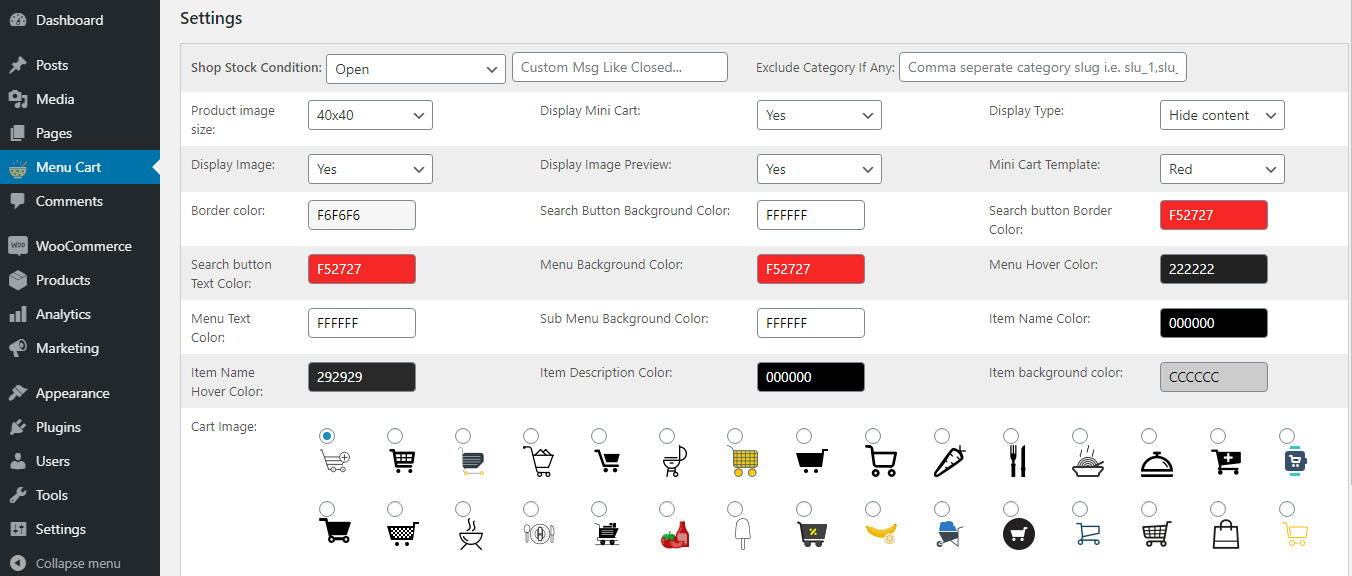 Dashboard
Posts
Media
Pages
Menu Cart
Comments
WOO WooCommerce
Products
Analytics
Marketing
Appearance
Plugins
Users
Tools
Settings
Collapse menu
Settings
Shop Stock Condition: Open Custom Msg Like Closed... Exclude Category If Any: Comma seperate category slug i.e. slu_1,slu_
Product image
size: 40x40 Display Mini Cart: Yes Display Type: Hide content
Display Image: Yes Display Image Preview: Yes Mini Cart Template: Red
Border color: F6F6F6 Search Button Background Color: FFFFFF Search button Border
Color: F52727
Search button
Text Color: F52727 Menu Background Color: F52727 Menu Hover Color: 222222
Menu Text
Color: FFFFFF Sub Menu Background Color: FFFFFF Item Name Color: 000000
Item Name
Hover Color: 292929 Item Description Color: 000000 Item background color: CCCCCC
Cart Image: